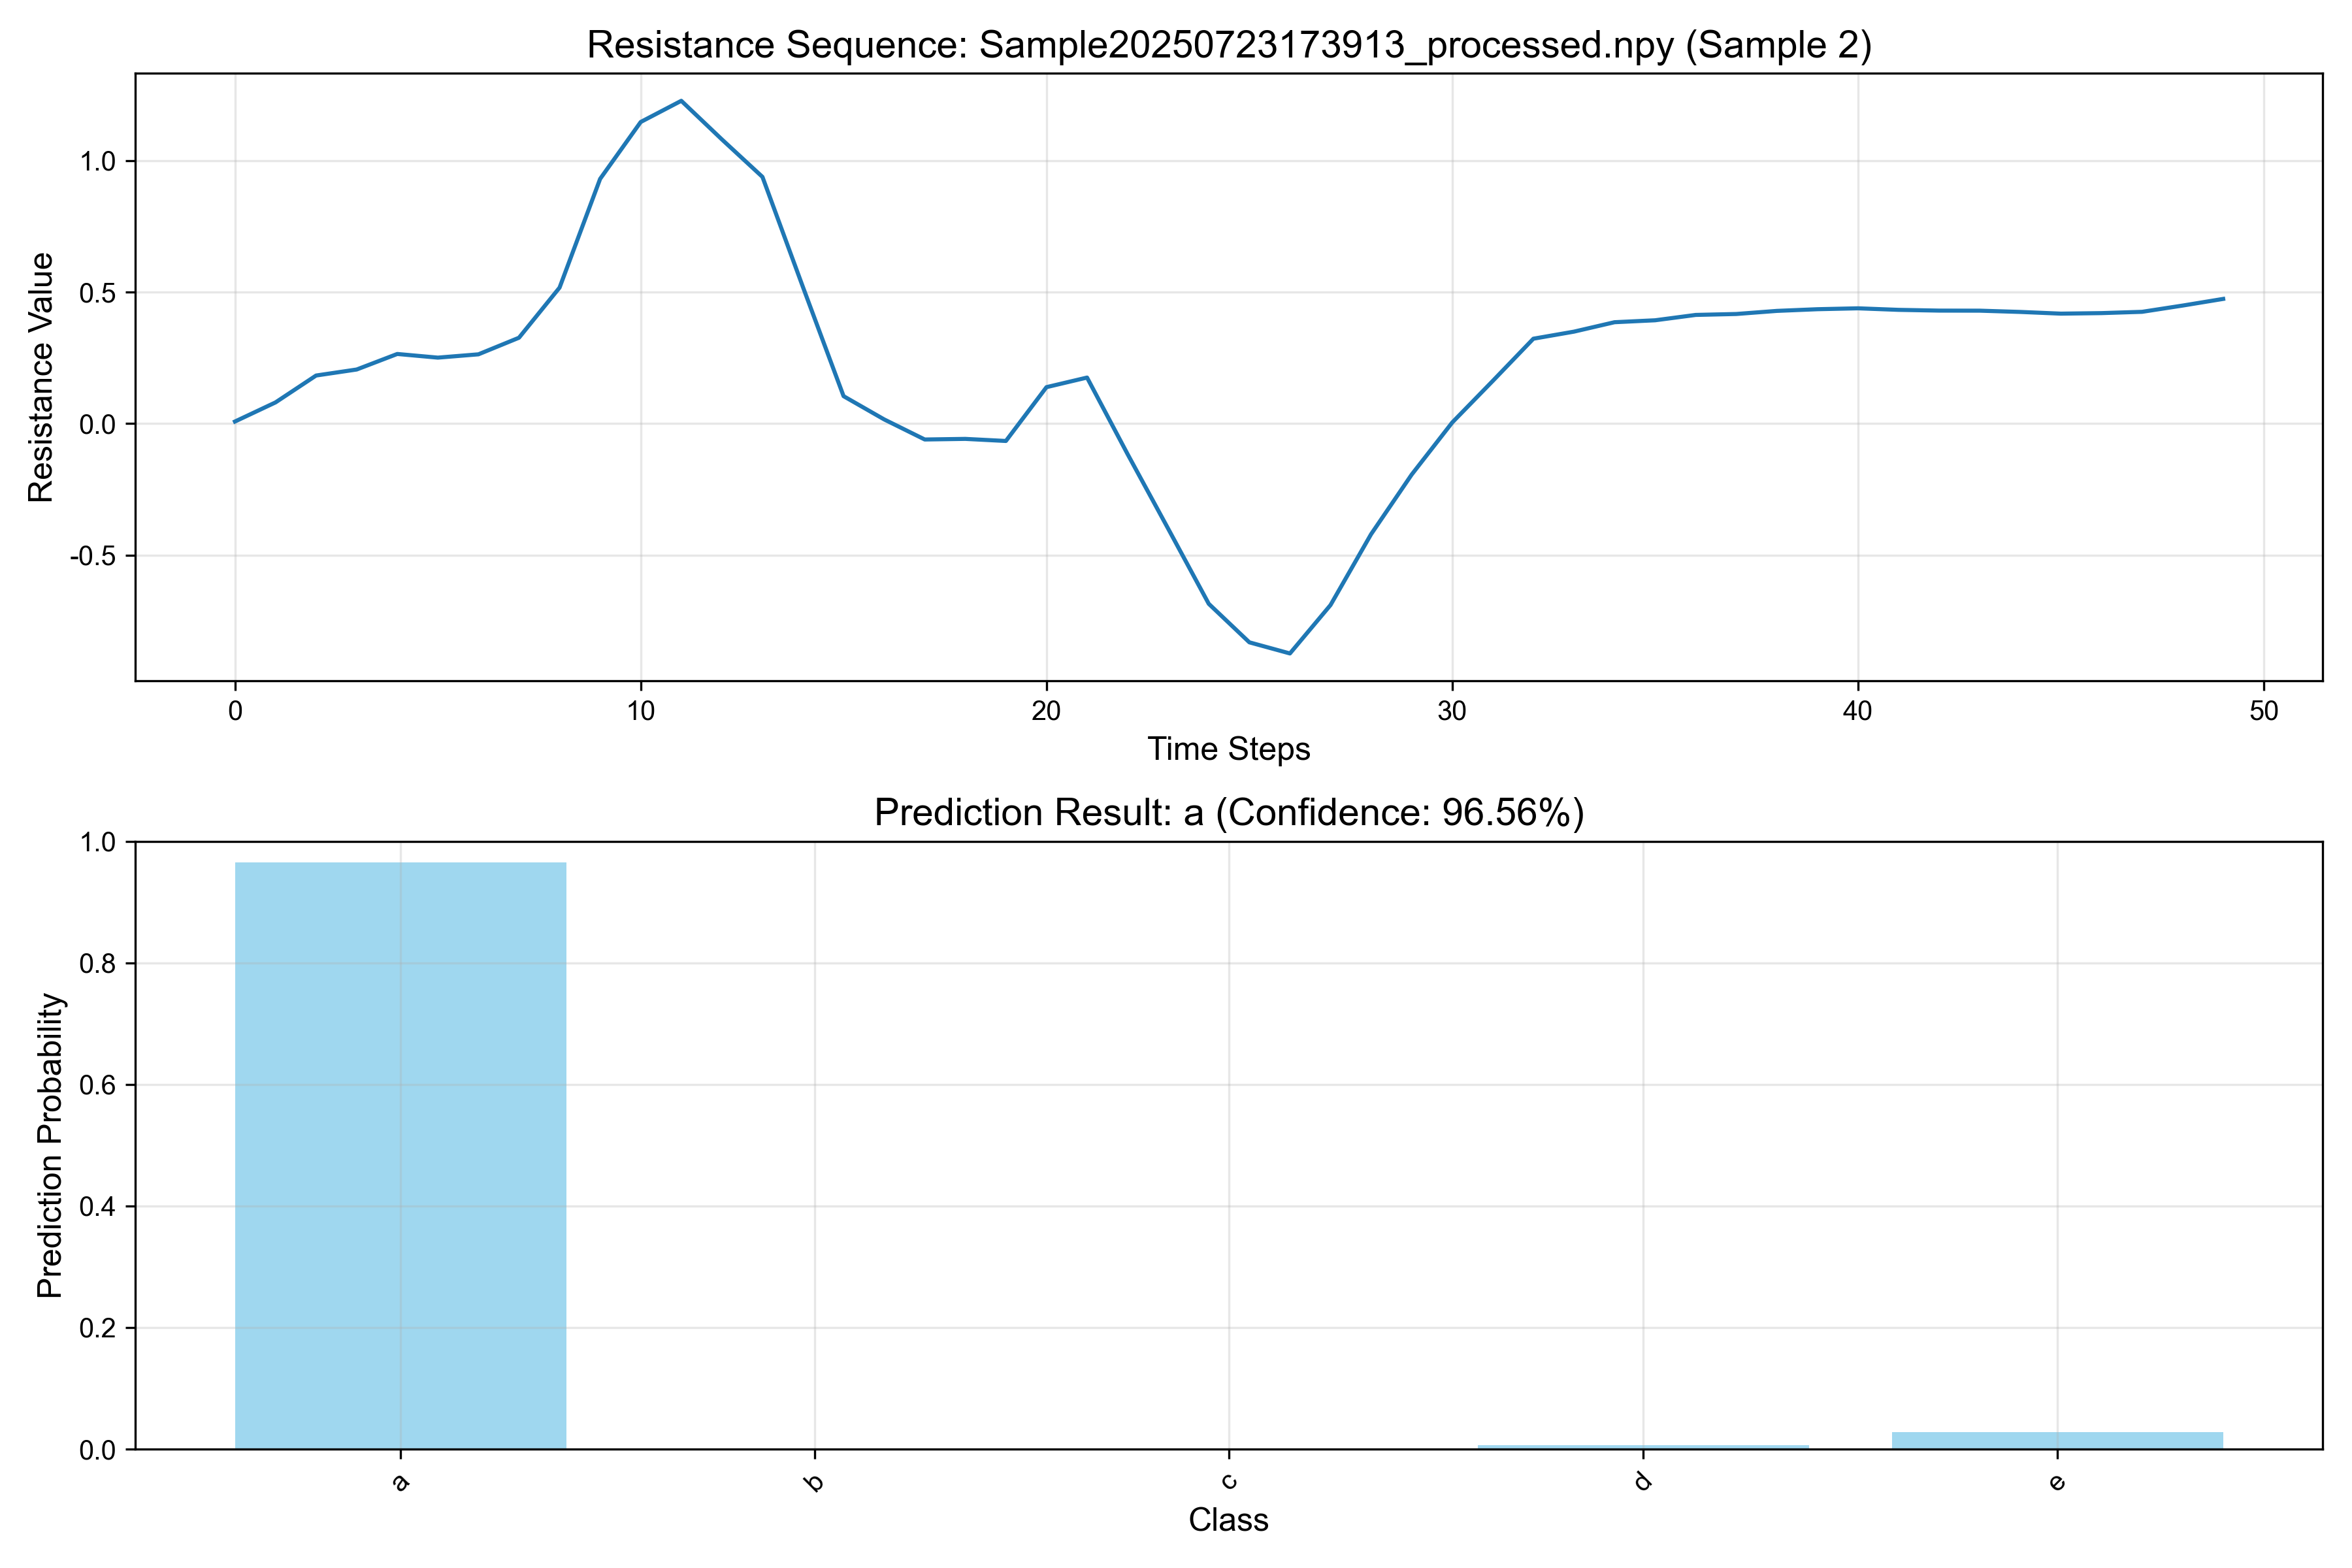 Resistance Sequence: Sample20250723173913_processed.npy (Sample 2)
Resistance Value
1.0
0.5
0.0
-0.5
0 10 20 30 40 50
Time Steps
Prediction Result: a (Confidence: 96.56%)
Prediction Probability
1.0
0.8
0.6
0.4
0.2
0.0
a b c d e
Class